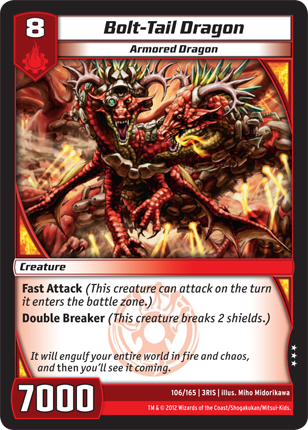 8
Bolt-Tail Dragon
Armored Dragon
Creature
Fast Attack (This creature can attack on the turn
it enters the battle zone.)
Double Breaker (This creature breaks 2 shields.)
It will engulf your entire world in fire and chaos,
and then you'll see it coming.
7000
106/165 | 3RIS | illus. Miho Midorikawa
TM & © 2012 Wizards of the Coast/Shogakukan/Mitsui-Kids.